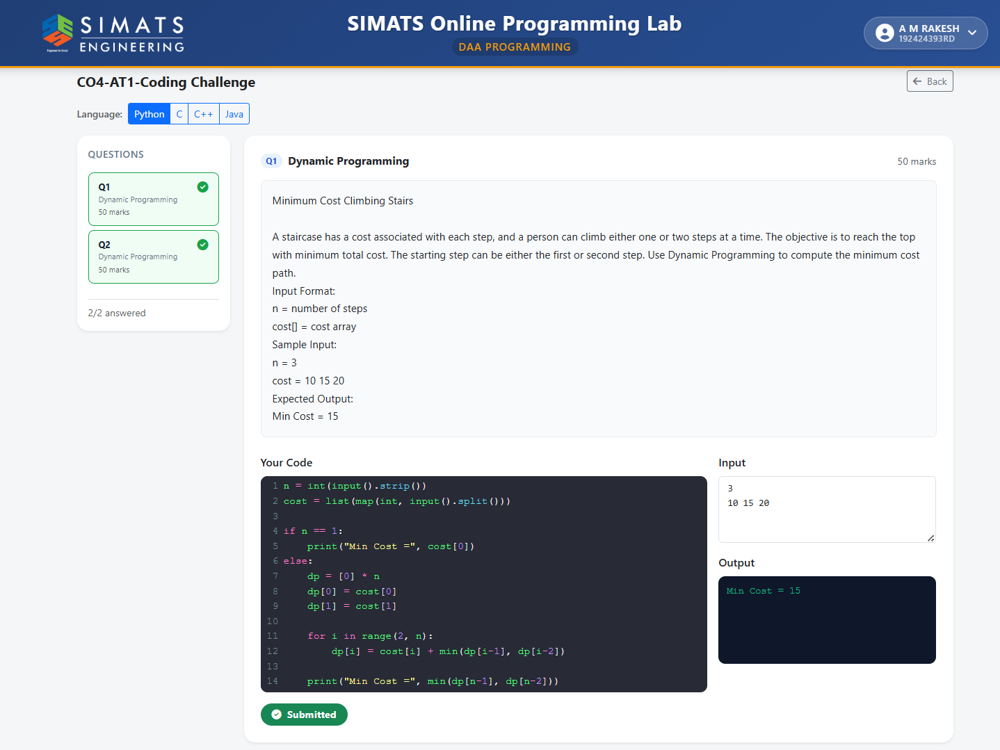 SIMATS
ENGINEERING
Engineer to Excel
SIMATS Online Programming Lab
DAA PROGRAMMING
A M RAKESH
192424393RD
CO4-AT1-Coding Challenge
Back
Language:
Python
C
C++
Java
QUESTIONS
Q1
Dynamic Programming
50 marks
Q2
Dynamic Programming
50 marks
2/2 answered
Q1 Dynamic Programming
50 marks
Minimum Cost Climbing Stairs
A staircase has a cost associated with each step, and a person can climb either one or two steps at a time. The objective is to reach the top
with minimum total cost. The starting step can be either the first or second step. Use Dynamic Programming to compute the minimum cost
path.
Input Format:
n = number of steps
cost[] = cost array
Sample Input:
n = 3
cost = 10 15 20
Expected Output:
Min Cost = 15
Your Code
1 n = int(input().strip())
2 cost = list(map(int, input().split()))
3
4 if n == 1:
5     print("Min Cost =", cost[0])
6 else:
7     dp = [0] * n
8     dp[0] = cost[0]
9     dp[1] = cost[1]
10
11     for i in range(2, n):
12         dp[i] = cost[i] + min(dp[i-1], dp[i-2])
13
14     print("Min Cost =", min(dp[n-1], dp[n-2]))
Submitted
Input
3
10 15 20
Output
Min Cost = 15